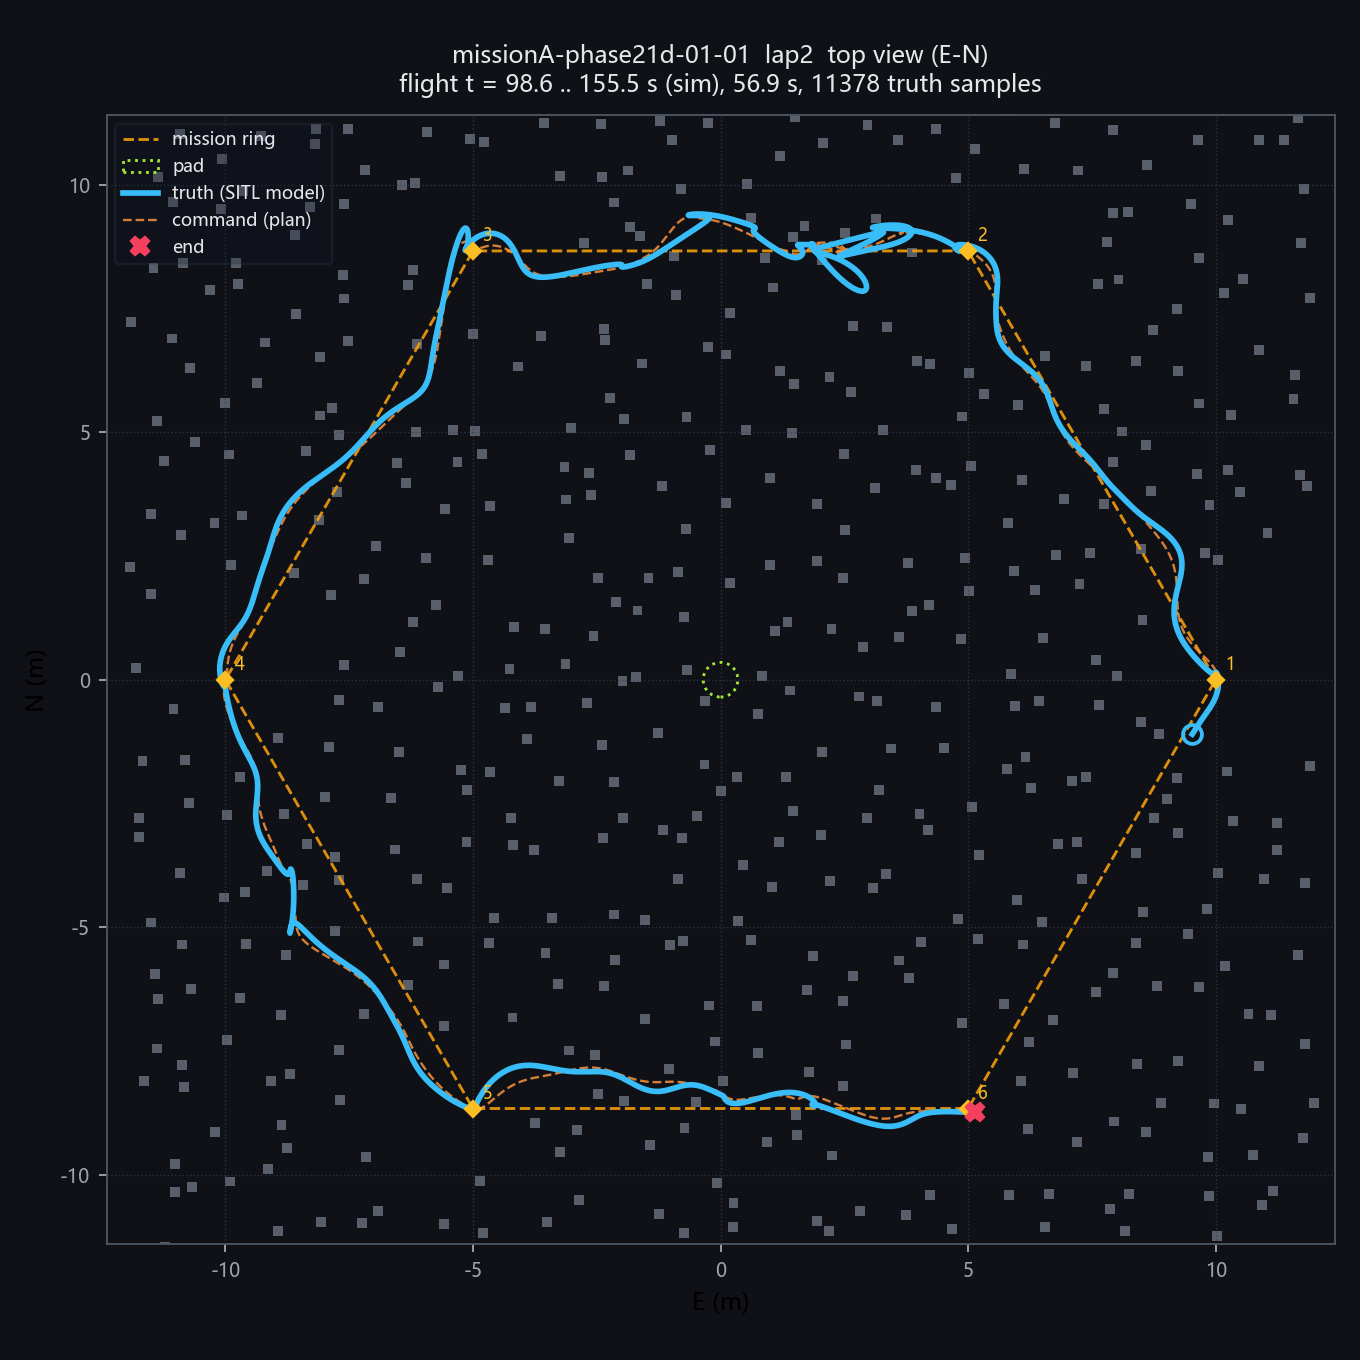 missionA-phase21d-01-01 lap2 top view (E-N)
flight t = 98.6 .. 155.5 s (sim), 56.9 s, 11378 truth samples
mission ring
pad
truth (SITL model)
command (plan)
end
10
5
0
-5
-10
N (m)
3
2
4
1
5
6
-10
-5
0
5
10
E (m)